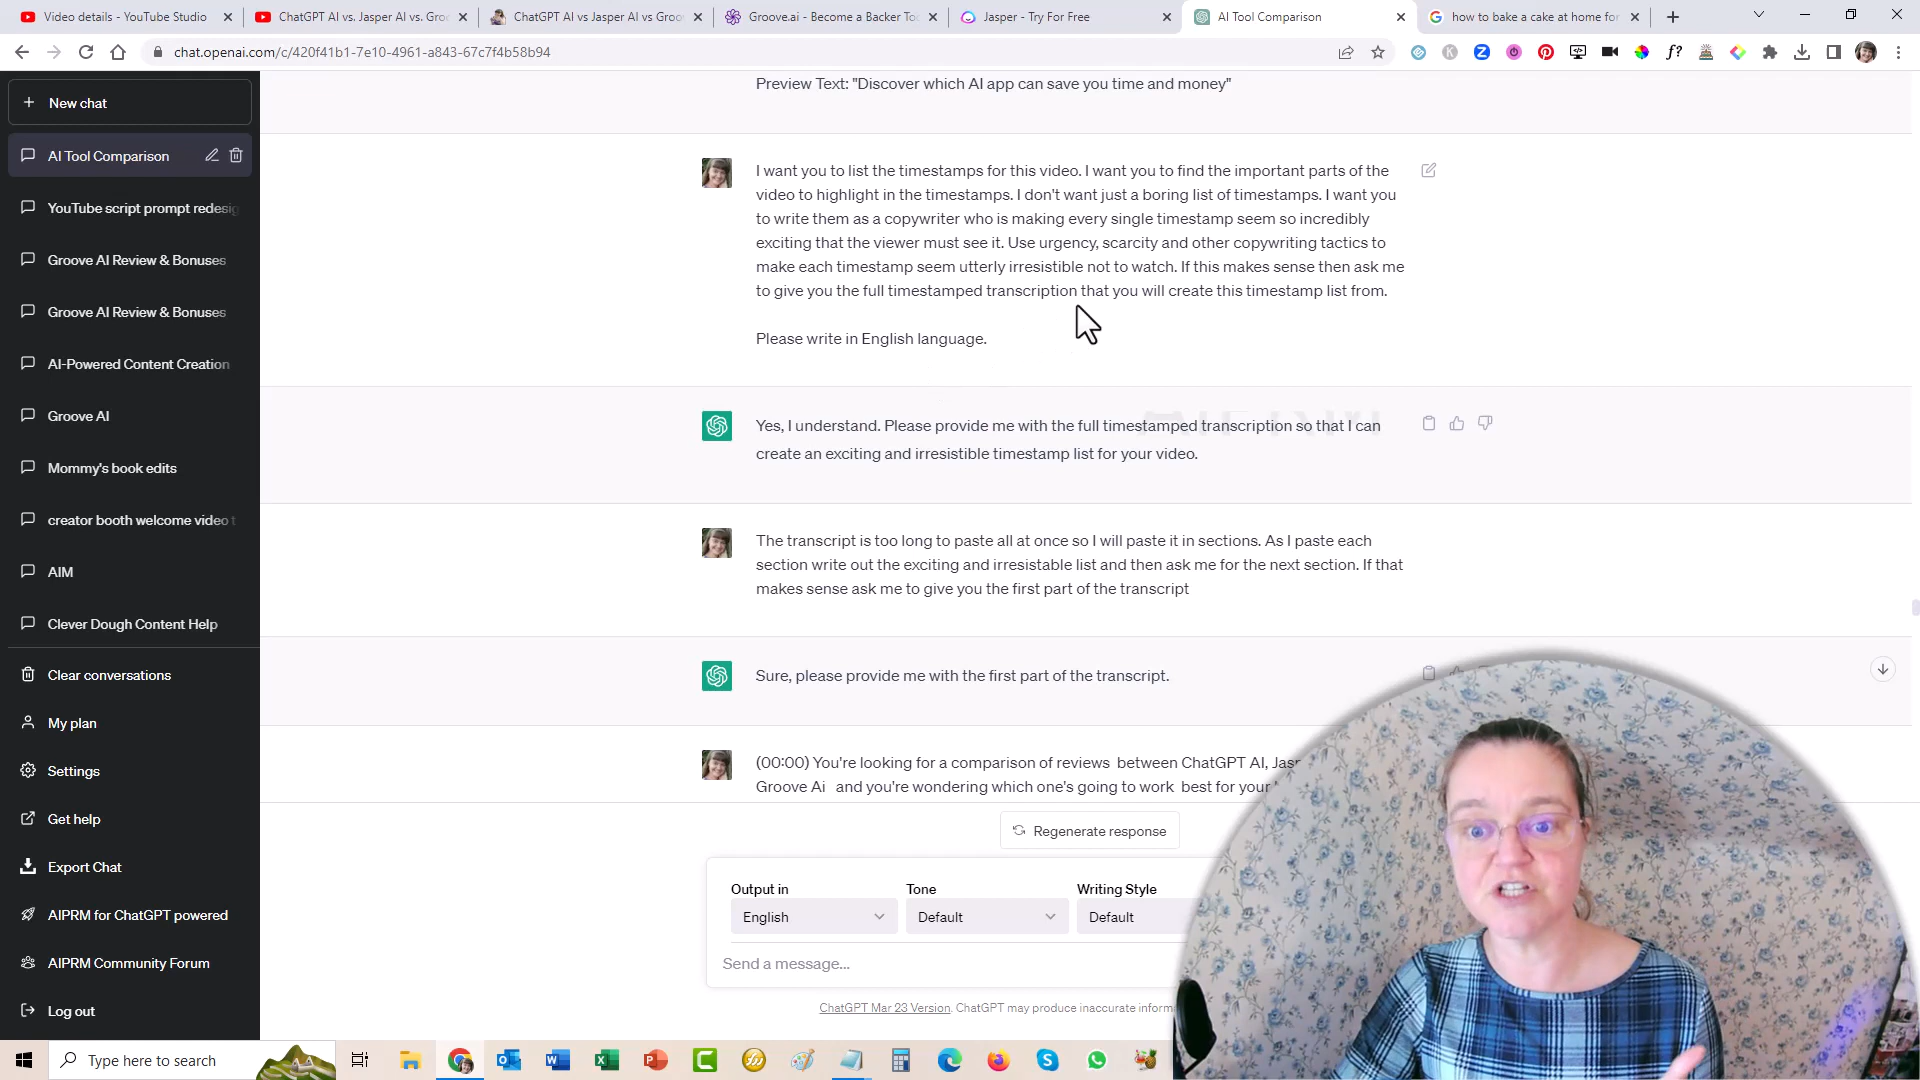 Video details - YouTube Studio
ChatGPT AI vs. Jasper AI vs. Groo
ChatGPT AI vs Jasper AI vs Groov
Groove.ai - Become a Backer Too
Jasper - Try For Free
AI Tool Comparison
how to bake a cake at home for
chat.openai.com/c/420f41b1-7e10-4961-a843-67c7f4b58b94
New chat
AI Tool Comparison
YouTube script prompt redesig
Groove AI Review & Bonuses
Groove AI Review & Bonuses
AI-Powered Content Creation
Groove AI
Mommy's book edits
creator booth welcome video t
AIM
Clever Dough Content Help
Clear conversations
My plan
Settings
Get help
Export Chat
AIPRM for ChatGPT powered
AIPRM Community Forum
Log out
Preview Text: "Discover which AI app can save you time and money"
I want you to list the timestamps for this video. I want you to find the important parts of the
video to highlight in the timestamps. I don't want just a boring list of timestamps. I want you
to write them as a copywriter who is making every single timestamp seem so incredibly
exciting that the viewer must see it. Use urgency, scarcity and other copywriting tactics to
make each timestamp seem utterly irresistible not to watch. If this makes sense then ask me
to give you the full timestamped transcription that you will create this timestamp list from.
Please write in English language.
Yes, I understand. Please provide me with the full timestamped transcription so that I can
create an exciting and irresistible timestamp list for your video.
The transcript is too long to paste all at once so I will paste it in sections. As I paste each
section write out the exciting and irresistable list and then ask me for the next section. If that
makes sense ask me to give you the first part of the transcript
Sure, please provide me with the first part of the transcript.
(00:00) You're looking for a comparison of reviews between ChatGPT AI, Jasp
Groove Ai and you're wondering which one's going to work best for your
Regenerate response
Output in
Tone
Writing Style
English
Default
Default
Send a message...
ChatGPT Mar 23 Version. ChatGPT may produce inaccurate inform
Type here to search